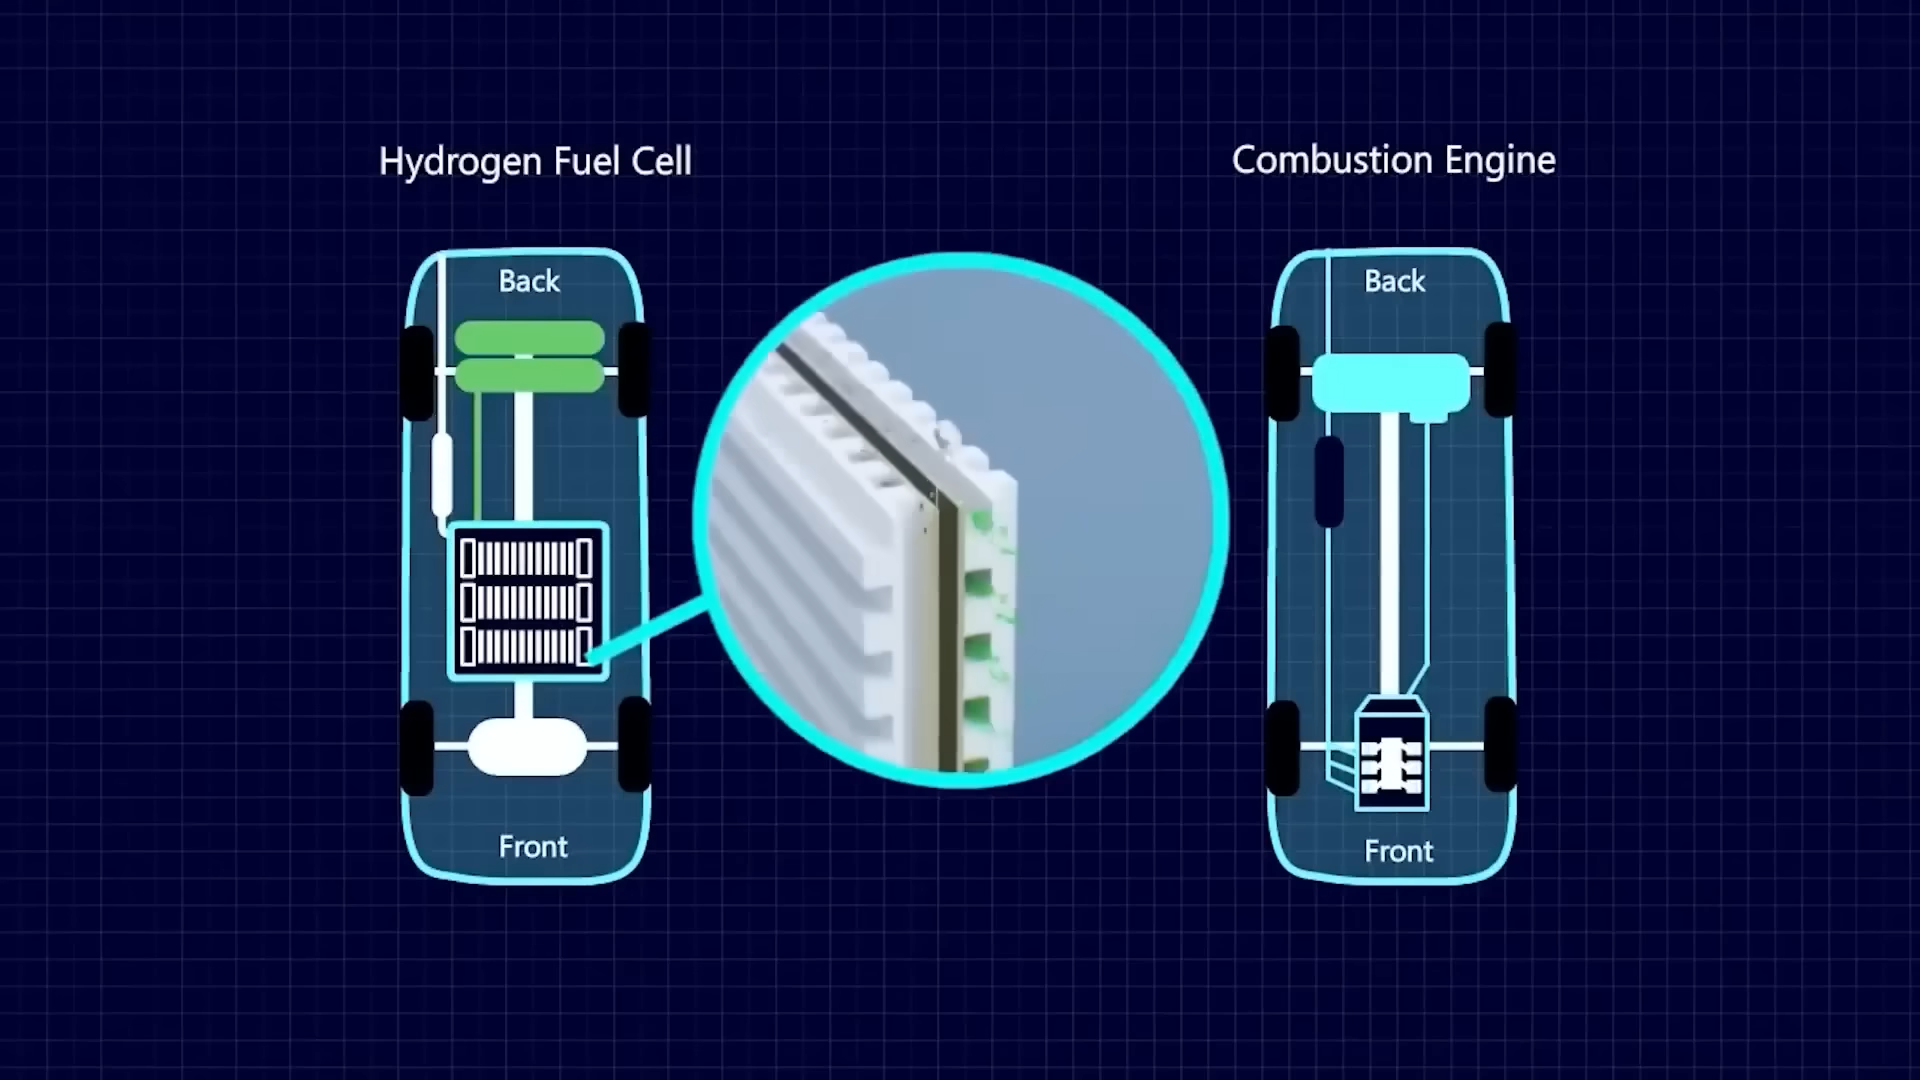 Hydrogen Fuel Cell
Combustion Engine
Back
Back
Front
Front